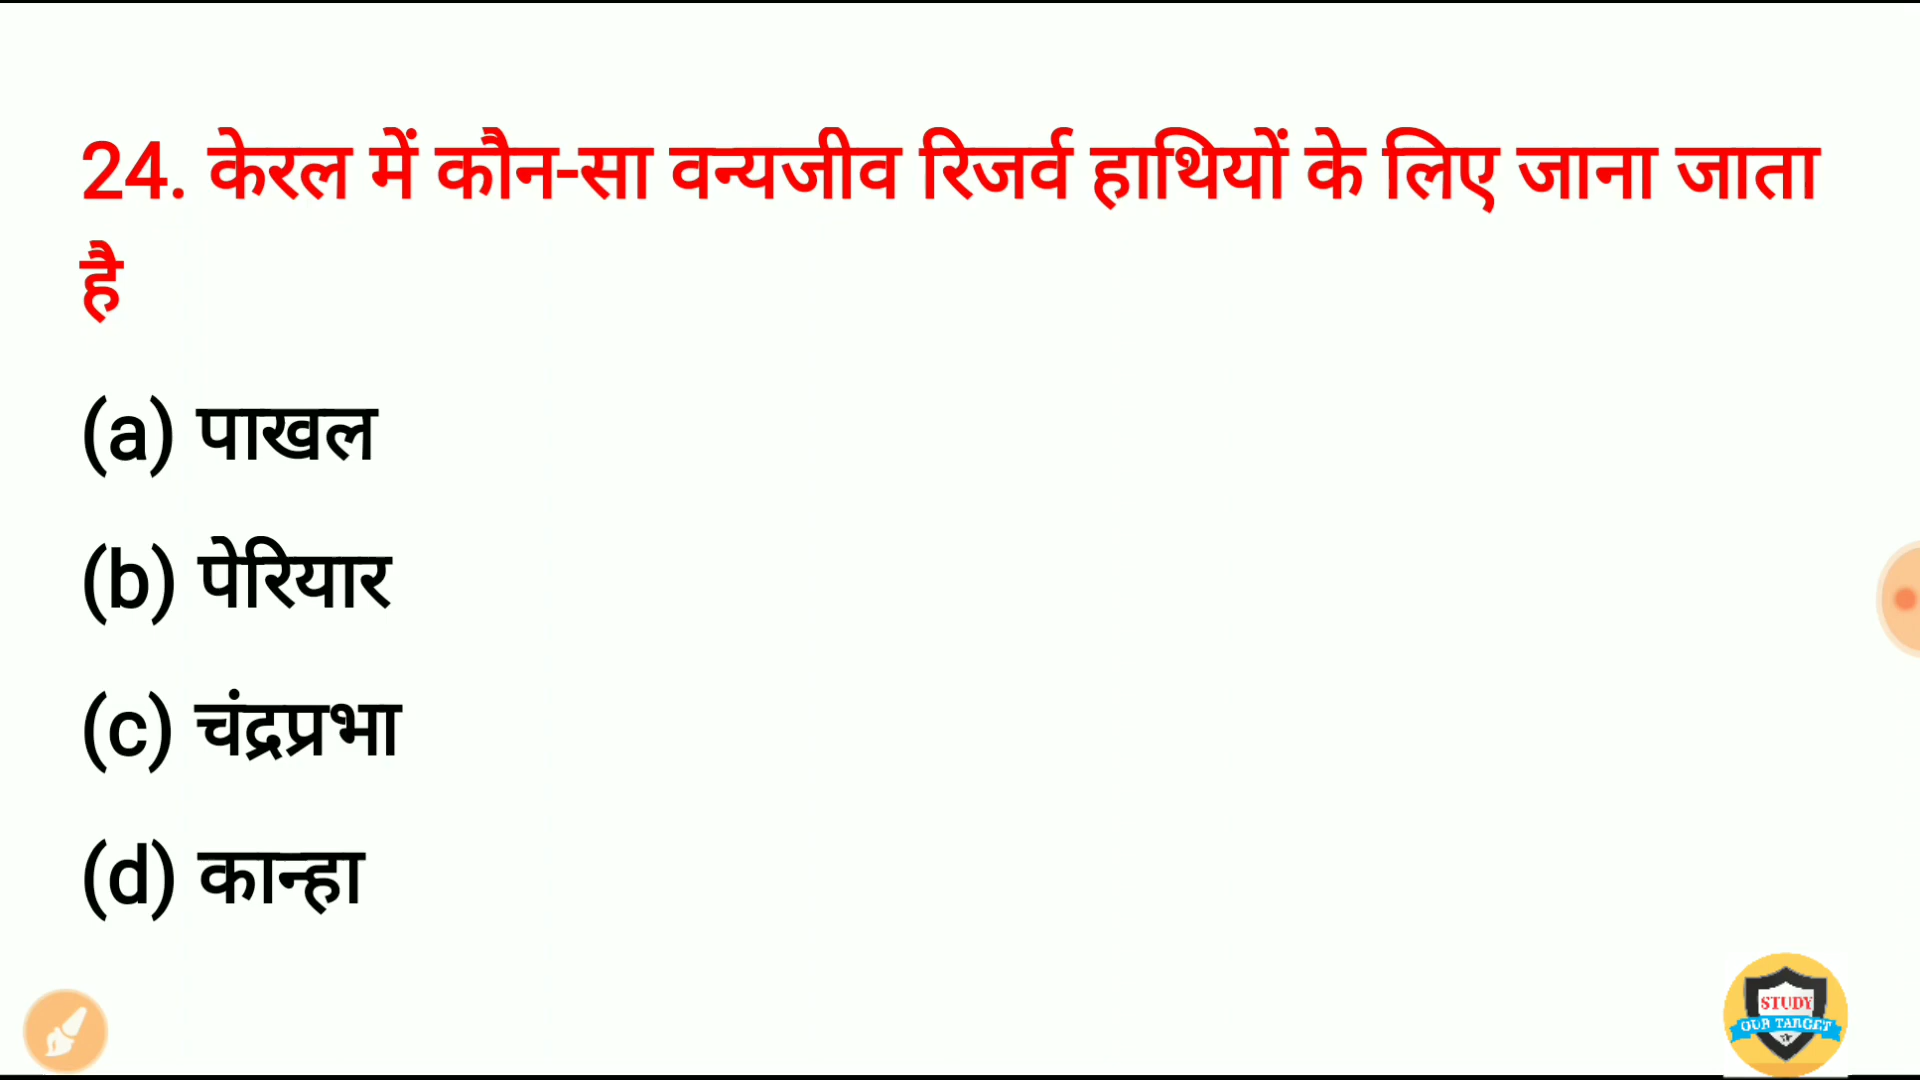 24. केरल में कौन-सा वन्यजीव रिजर्व हाथियों के लिए जाना जाता
है
(a) पाखल
(b) पेरियार
(c) चंद्रप्रभा
(d) कान्हा
STUDY
OUR TARGET